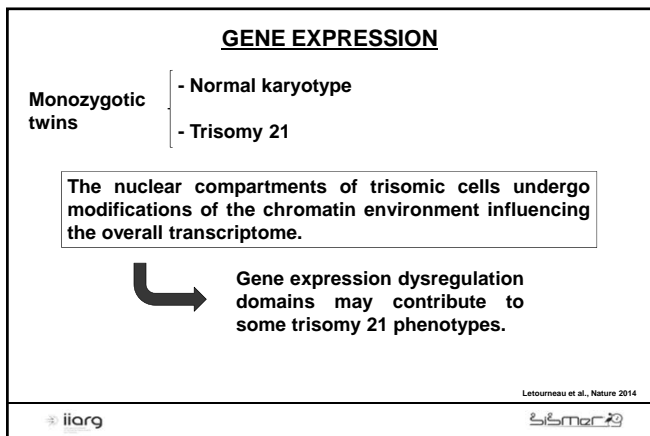 GENE EXPRESSION
Monozygotic
twins
- Normal karyotype
- Trisomy 21
The nuclear compartments of trisomic cells undergo
modifications of the chromatin environment influencing
the overall transcriptome.
Gene expression dysregulation
domains may contribute to
some trisomy 21 phenotypes.
Letourneau et al., Nature 2014
iiarg
sismer